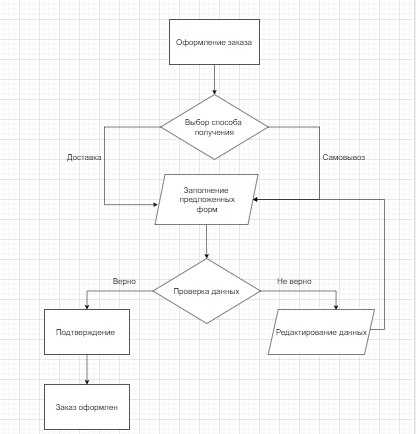 Оформление заказа
Выбор способа
получения
Доставка
Самовывоз
Заполнение
предложенных
форм
Верно
Не верно
Проверка данных
Подтверждение
Редактирование данных
Заказ оформлен